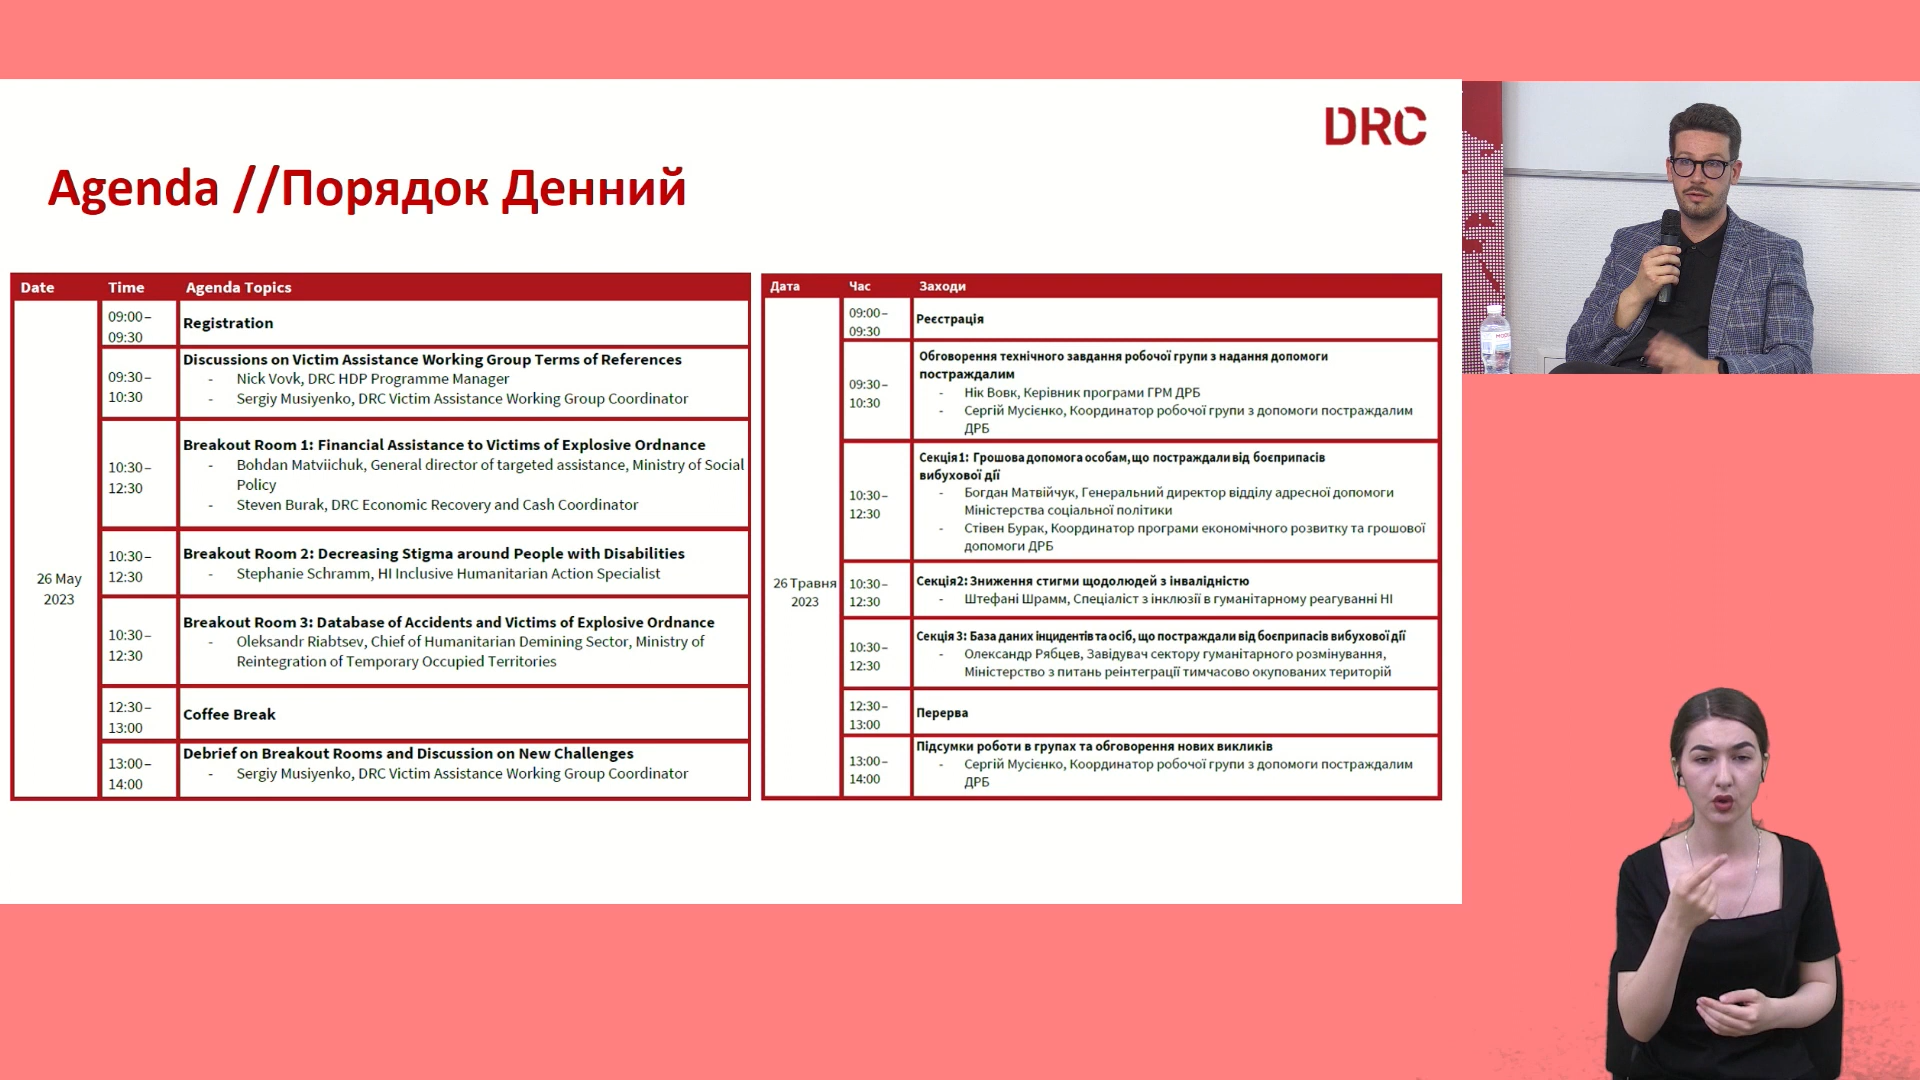 DRC
Agenda //Порядок Денний
Date Time Agenda Topics
26 May
2023
09:00–
09:30
Registration
09:30–
10:30
Discussions on Victim Assistance Working Group Terms of References
- Nick Vovk, DRC HDP Programme Manager
- Sergiy Musiyenko, DRC Victim Assistance Working Group Coordinator
10:30–
12:30
Breakout Room 1: Financial Assistance to Victims of Explosive Ordnance
- Bohdan Matviichuk, General director of targeted assistance, Ministry of Social
Policy
- Steven Burak, DRC Economic Recovery and Cash Coordinator
10:30–
12:30
Breakout Room 2: Decreasing Stigma around People with Disabilities
- Stephanie Schramm, HI Inclusive Humanitarian Action Specialist
10:30–
12:30
Breakout Room 3: Database of Accidents and Victims of Explosive Ordnance
- Oleksandr Riabtsev, Chief of Humanitarian Demining Sector, Ministry of
Reintegration of Temporary Occupied Territories
12:30–
13:00
Coffee Break
13:00–
14:00
Debrief on Breakout Rooms and Discussion on New Challenges
- Sergiy Musiyenko, DRC Victim Assistance Working Group Coordinator
Дата Час Заходи
26 Травня
2023
09:00–
09:30
Реєстрація
09:30–
10:30
Обговорення технічного завдання робочої групи з надання допомоги
постраждалим
- Нік Вовк, Керівник програми ГРМ ДРБ
- Сергій Мусієнко, Координатор робочої групи з допомоги постраждалим
ДРБ
10:30–
12:30
Секція1: Грошова допомога особам, що постраждали від боєприпасів
вибухової дії
- Богдан Матвійчук, Генеральний директор відділу адресної допомоги
Міністерства соціальної політики
- Стівен Бурак, Координатор програми економічного розвитку та грошової
допомоги ДРБ
10:30–
12:30
Секція2: Зниження стигми щодолюдей з інвалідністю
- Штефані Шрамм, Спеціаліст з інклюзії в гуманітарному реагуванні HI
10:30–
12:30
Секція 3: База даних інцидентів та осіб, що постраждали від боєприпасів вибухової дії
- Олександр Рябцев, Завідувач сектору гуманітарного розмінування,
Міністерство з питань реінтеграції тимчасово окупованих територій
12:30–
13:00
Перерва
13:00–
14:00
Підсумки роботи в групах та обговорення нових викликів
- Сергій Мусієнко, Координатор робочої групи з допомоги постраждалим
ДРБ